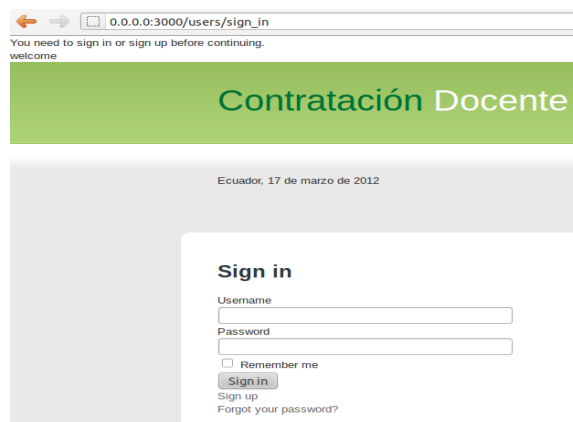 0.0.0.0:3000/users/sign_in
You need to sign in or sign up before continuing.
welcome
Contratación Docente
Ecuador, 17 de marzo de 2012
Sign in
Username
Password
Remember me
Sign in
Sign up
Forgot your password?